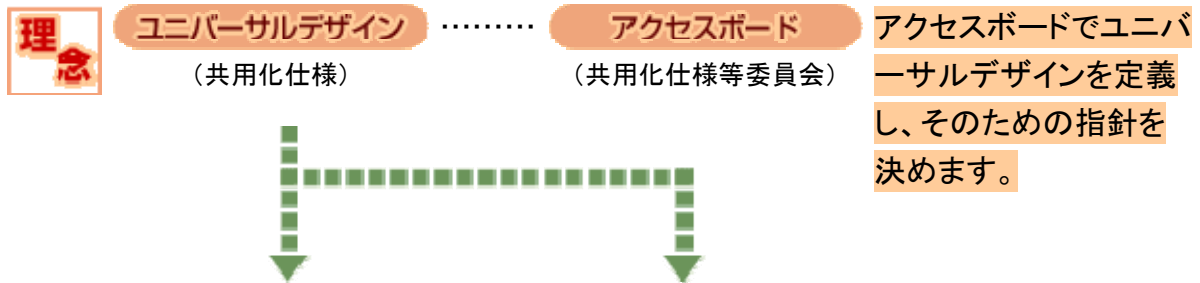 理念
ユニバーサルデザイン ……… アクセスボード
（共用化仕様） （共用化仕様等委員会）
アクセスボードでユニバ
ーサルデザインを定義
し、そのための指針を
決めます。